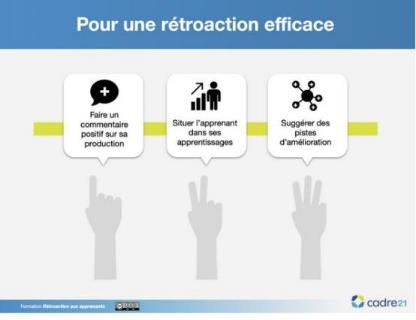 Pour une rétroaction efficace
Faire un
commentaire
positif sur sa
production
Situer l'apprenant
dans ses
apprentissages
Suggérer des
pistes
d'amélioration
Formation Rétroaction aux apprenants
cadre21